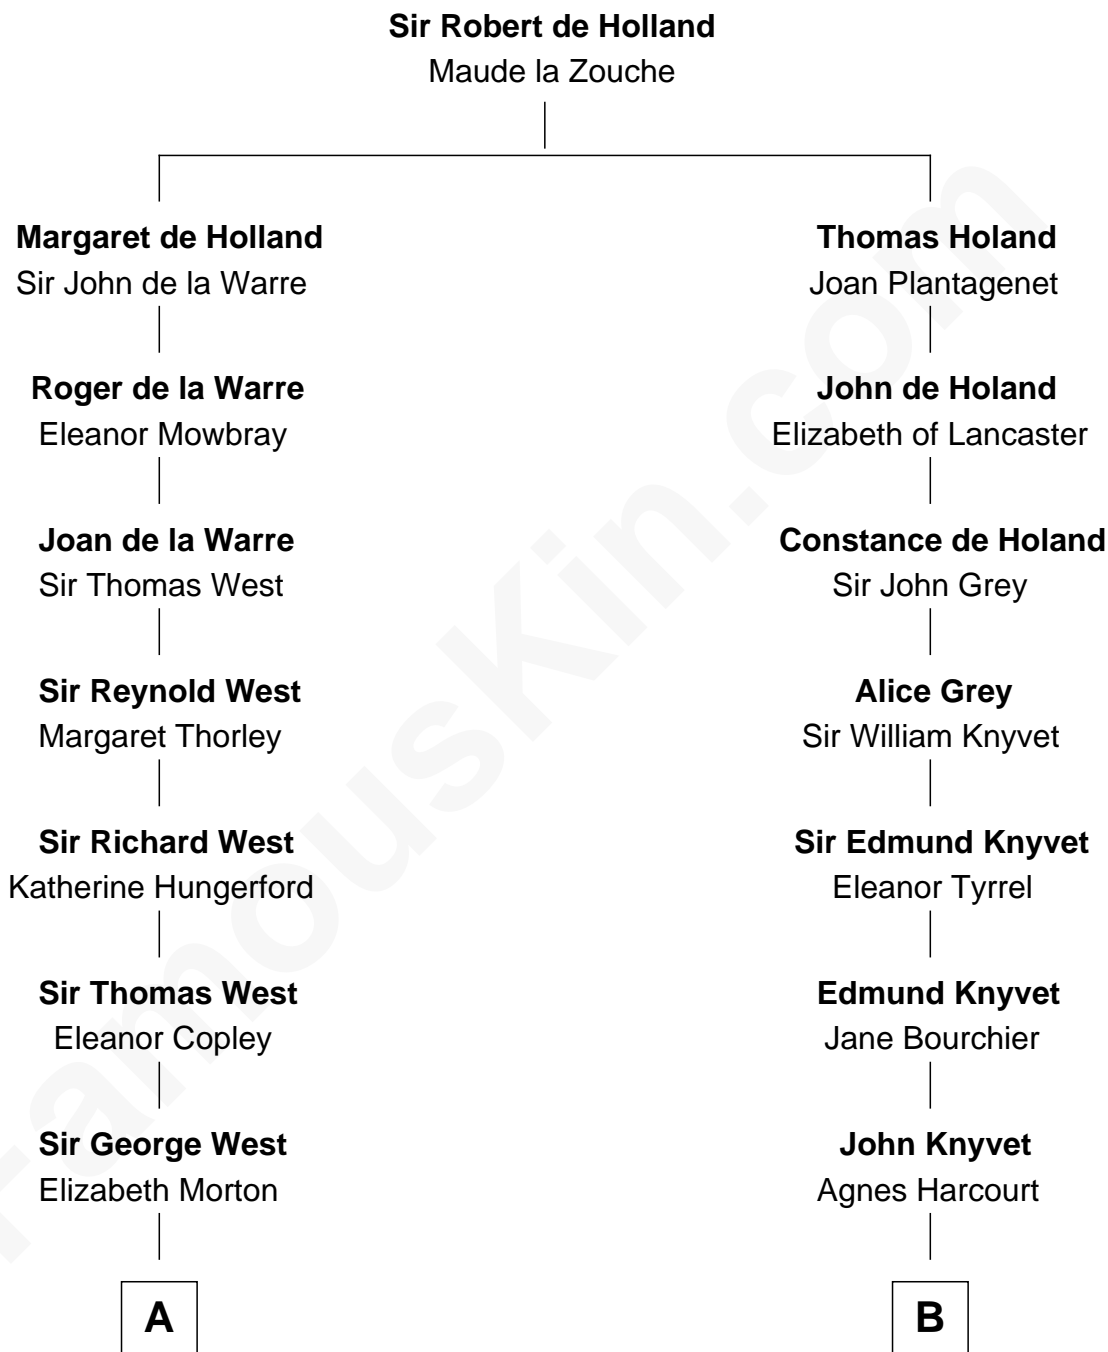 Sir Robert de Holland
Maude la Zouche
Margaret de Holland
Sir John de la Warre
Thomas Holand
Joan Plantagenet
Roger de la Warre
Eleanor Mowbray
John de Holand
Elizabeth of Lancaster
Joan de la Warre
Sir Thomas West
Constance de Holand
Sir John Grey
Sir Reynold West
Margaret Thorley
Alice Grey
Sir William Knyvet
Sir Richard West
Katherine Hungerford
Sir Edmund Knyvet
Eleanor Tyrrel
Sir Thomas West
Eleanor Copley
Edmund Knyvet
Jane Bourchier
Sir George West
Elizabeth Morton
John Knyvet
Agnes Harcourt
A
B
FamousKin.com